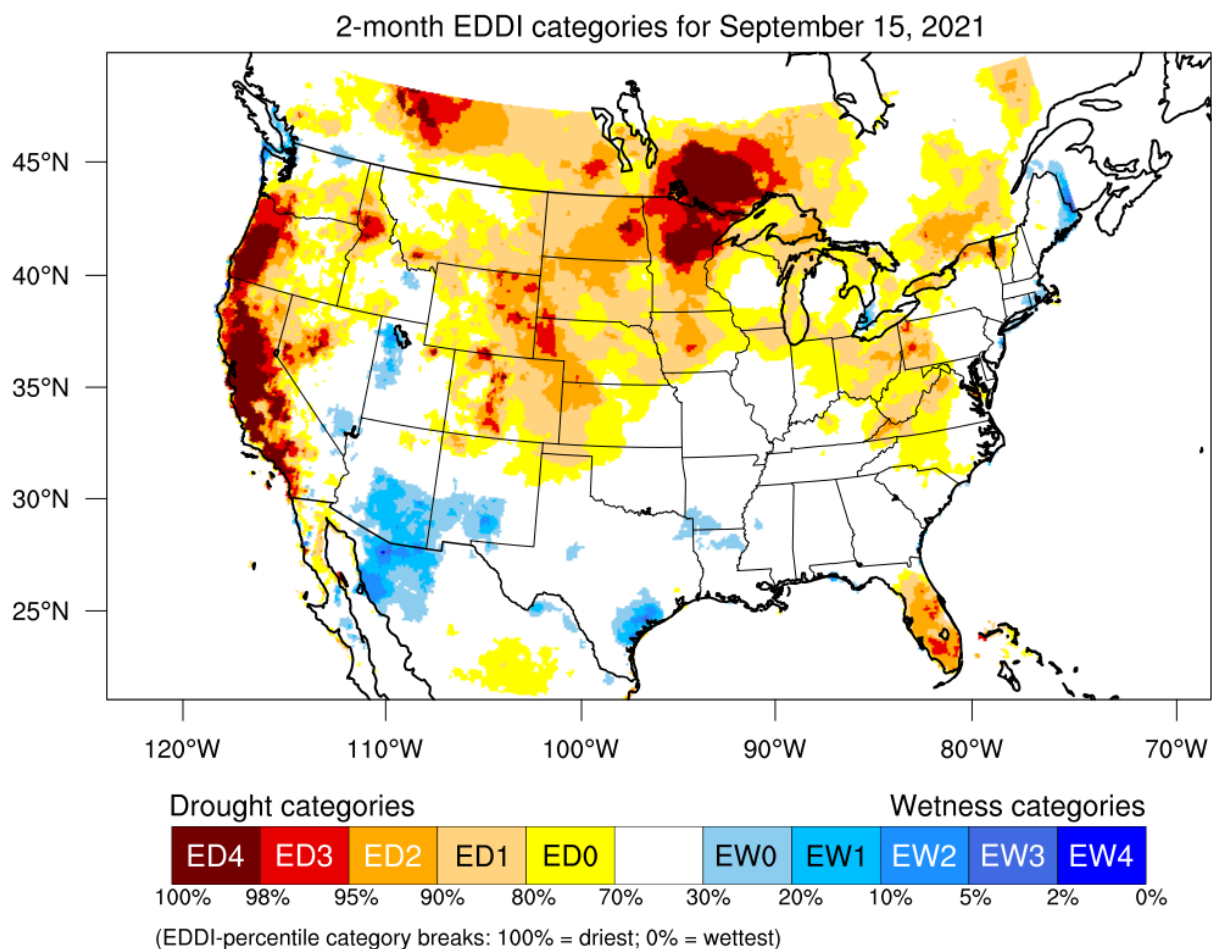 2-month EDDI categories for September 15, 2021
45°N
40°N
35°N
30°N
25°N
120°W 110°W 100°W 90°W 80°W 70°W
Drought categories Wetness categories
ED4 ED3 ED2 ED1 ED0 EW0 EW1 EW2 EW3 EW4
100% 98% 95% 90% 80% 70% 30% 20% 10% 5% 2% 0%
(EDDI-percentile category breaks: 100% = driest; 0% = wettest)